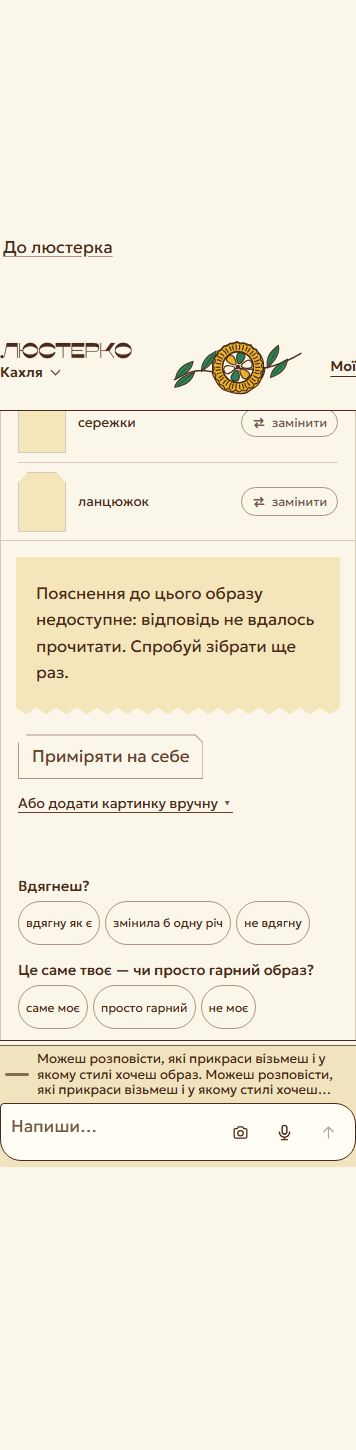 До люстерка
ЛЮСТЕРКО
Кахля
Мої
сережки
замінити
ланцюжок
замінити
Пояснення до цього образу
недоступне: відповідь не вдалось
прочитати. Спробуй зібрати ще
раз.
Приміряти на себе
Або додати картинку вручну
Вдягнеш?
вдягну як є
змінила б одну річ
не вдягну
Це саме твоє — чи просто гарний образ?
саме моє
просто гарний
не моє
Можеш розповісти, які прикраси візьмеш і у
якому стилі хочеш образ. Можеш розповісти,
які прикраси візьмеш і у якому стилі хочеш…
Напиши…